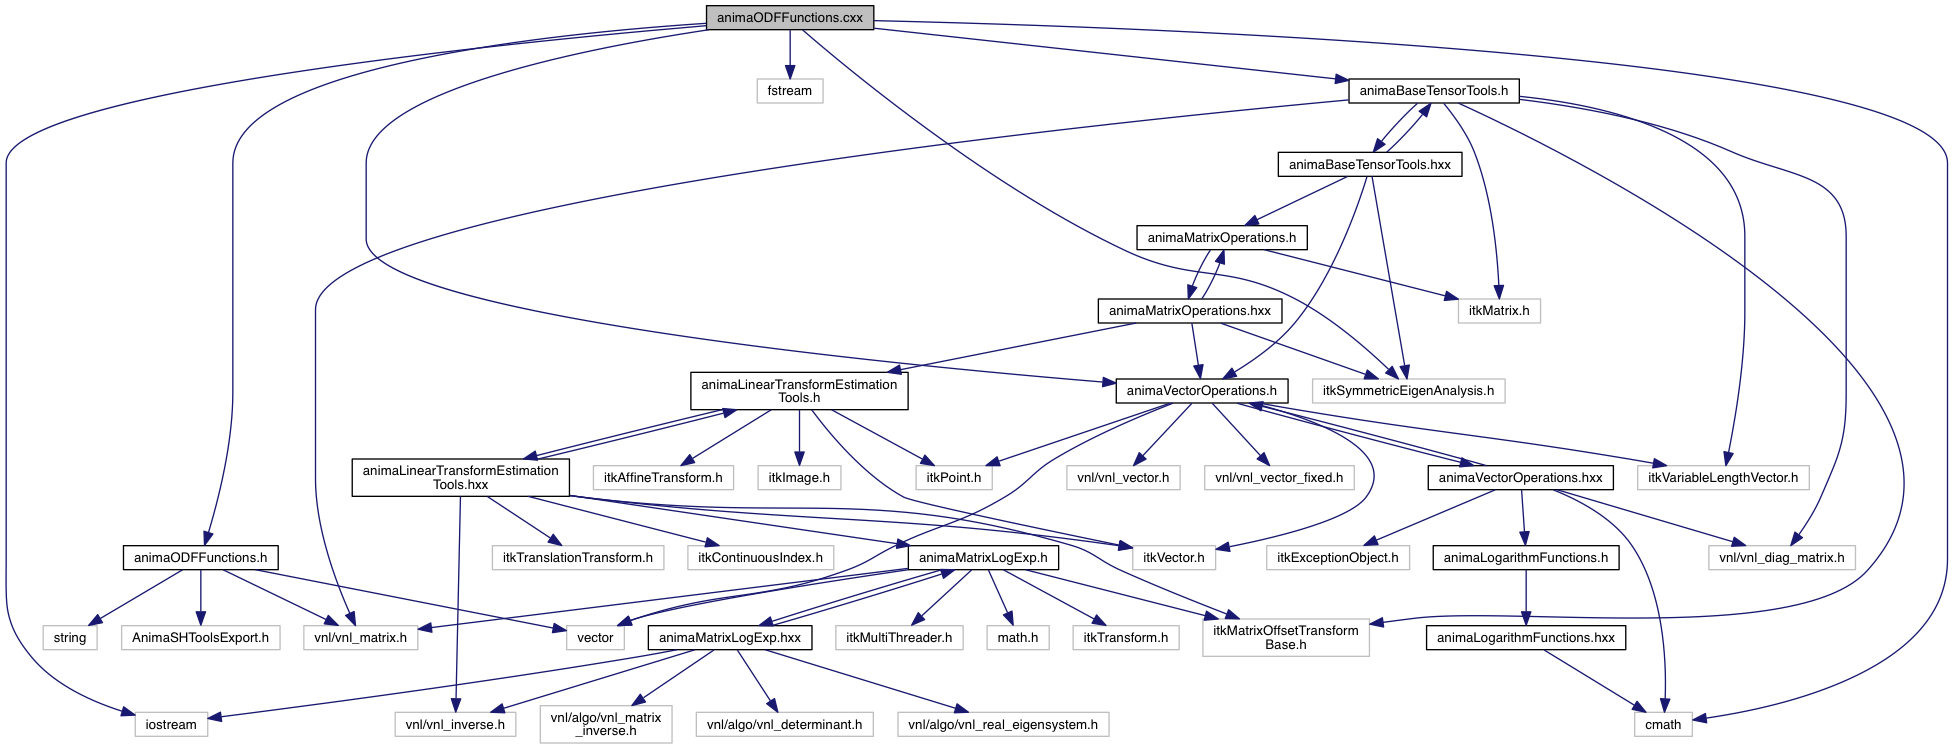 animaODFFunctions.cxx
fstream
animaBaseTensorTools.h
animaBaseTensorTools.hxx
animaMatrixOperations.h
animaMatrixOperations.hxx
itkMatrix.h
animaLinearTransformEstimation
Tools.h
animaVectorOperations.h
itkSymmetricEigenAnalysis.h
animaLinearTransformEstimation
Tools.hxx
itkAffineTransform.h
itkImage.h
itkPoint.h
vnl/vnl_vector.h
vnl/vnl_vector_fixed.h
animaVectorOperations.hxx
itkVariableLengthVector.h
animaODFFunctions.h
itkTranslationTransform.h
itkContinuousIndex.h
animaMatrixLogExp.h
itkVector.h
itkExceptionObject.h
animaLogarithmFunctions.h
vnl/vnl_diag_matrix.h
string
AnimaSHToolsExport.h
vnl/vnl_matrix.h
vector
animaMatrixLogExp.hxx
itkMultiThreader.h
math.h
itkTransform.h
itkMatrixOffsetTransform
Base.h
animaLogarithmFunctions.hxx
iostream
vnl/vnl_inverse.h
vnl/algo/vnl_matrix
_inverse.h
vnl/algo/vnl_determinant.h
vnl/algo/vnl_real_eigensystem.h
cmath